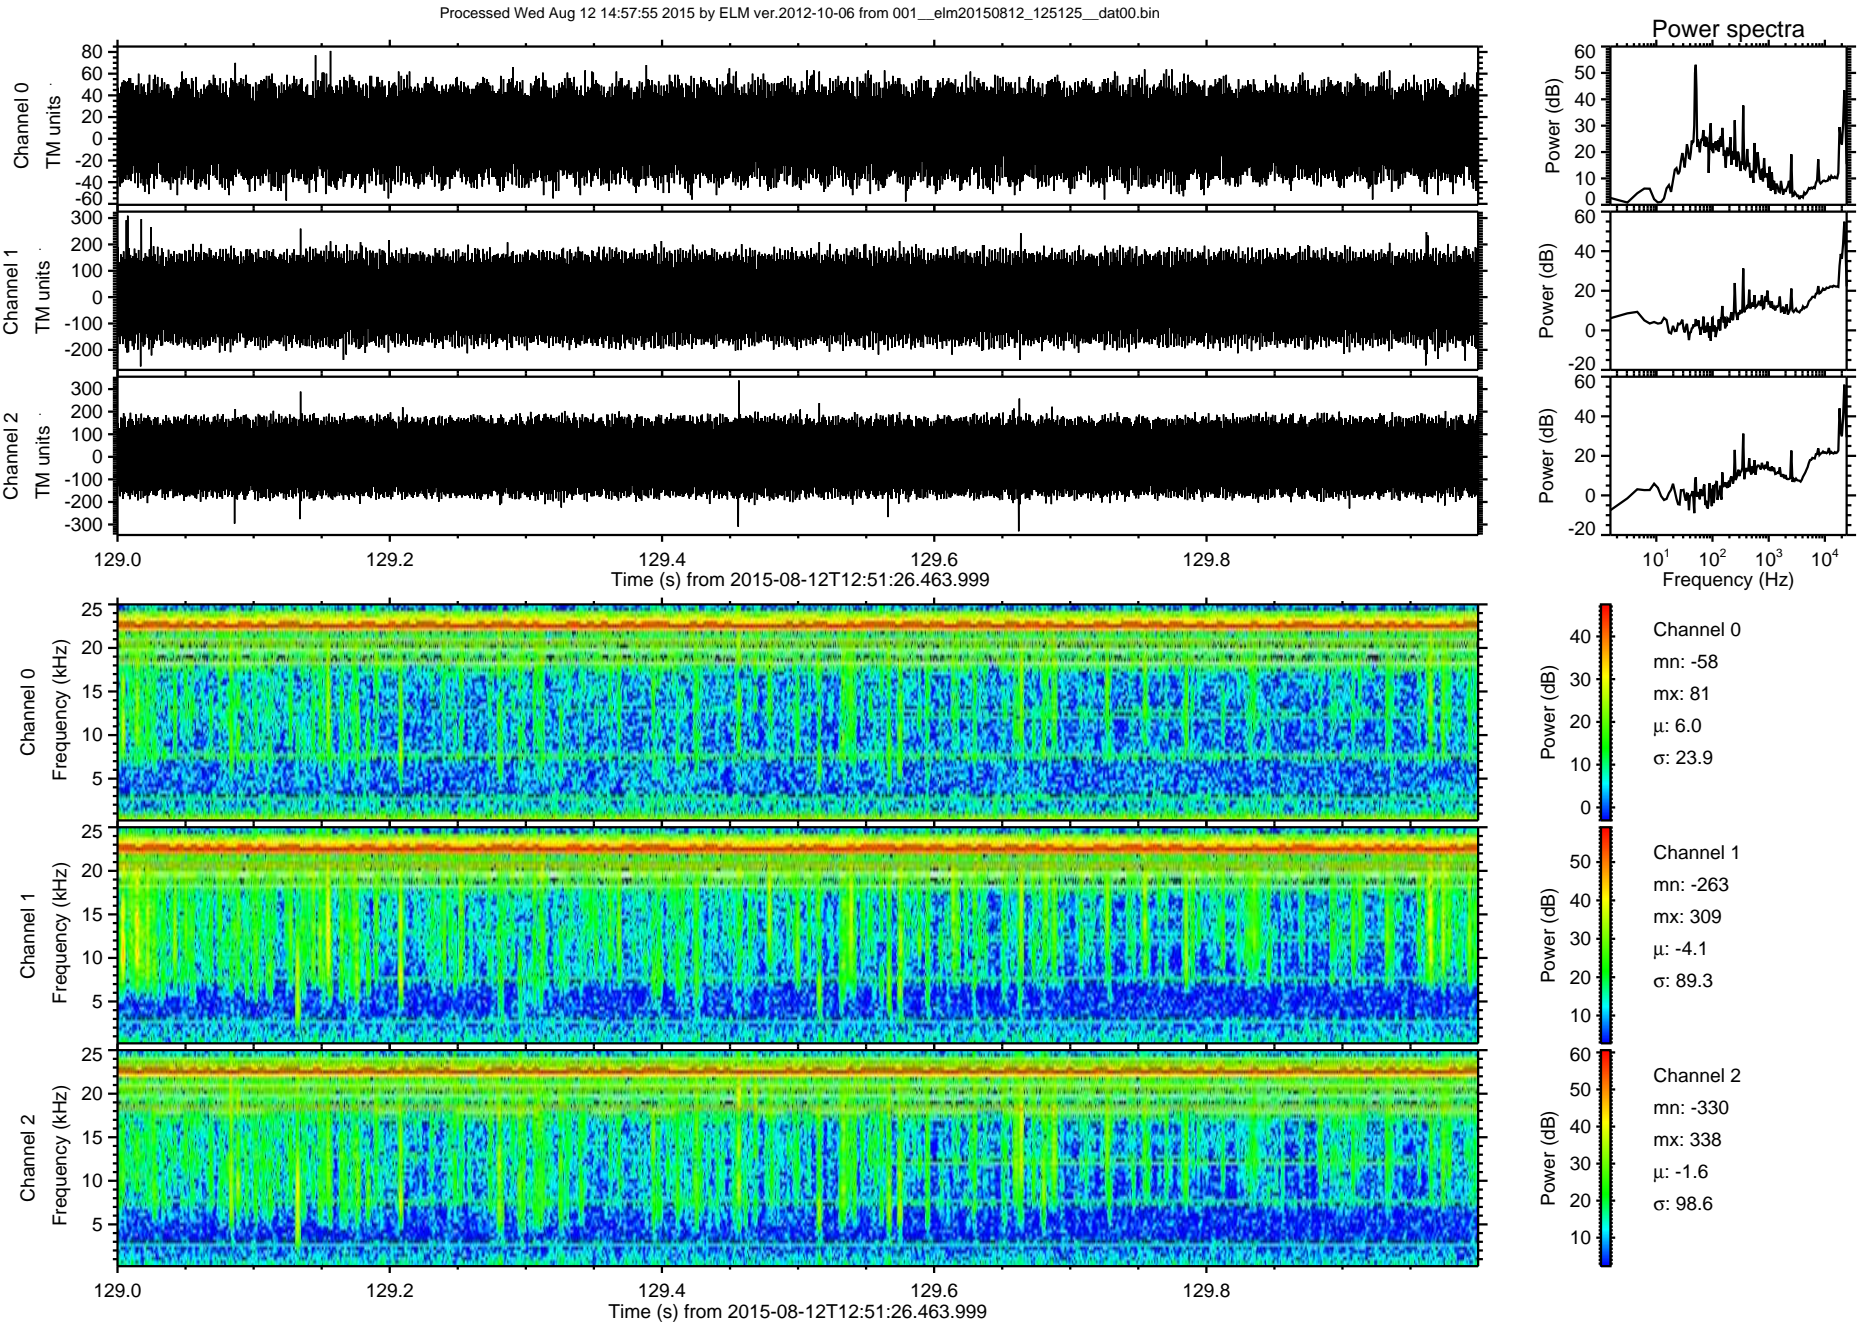 Processed Wed Aug 12 14:57:55 2015 by ELM ver.2012-10-06 from 001__elm20150812_125125__dat00.bin
Power spectra
Channel 0
TM units
80
60
40
20
0
-20
-40
-60
Power (dB)
60
50
40
30
20
10
0
Channel 1
TM units
300
200
100
0
-100
-200
Power (dB)
60
40
20
0
-20
Channel 2
TM units
300
200
100
0
-100
-200
-300
Power (dB)
60
40
20
0
-20
129.0 129.2 129.4 129.6 129.8
Time (s) from 2015-08-12T12:51:26.463.999
10¹ 10² 10³ 10⁴
Frequency (Hz)
Channel 0
Frequency (kHz)
25
20
15
10
5
Power (dB)
40
30
20
10
0
Channel 0
mn: -58
mx: 81
μ: 6.0
σ: 23.9
Channel 1
Frequency (kHz)
25
20
15
10
5
Power (dB)
50
40
30
20
10
Channel 1
mn: -263
mx: 309
μ: -4.1
σ: 89.3
Channel 2
Frequency (kHz)
25
20
15
10
5
Power (dB)
60
50
40
30
20
10
Channel 2
mn: -330
mx: 338
μ: -1.6
σ: 98.6
129.0 129.2 129.4 129.6 129.8
Time (s) from 2015-08-12T12:51:26.463.999